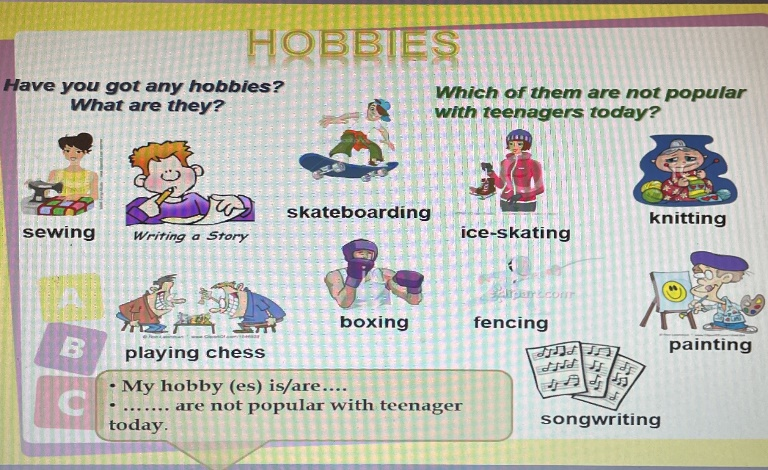 HOBBIES
Have you got any hobbies?
What are they?
Which of them are not popular
with teenagers today?
skateboarding
sewing
Writing a Story
ice-skating
knitting
boxing
fencing
painting
playing chess
A
B
C
• My hobby (es) is/are....
• ....... are not popular with teenager
today.
songwriting